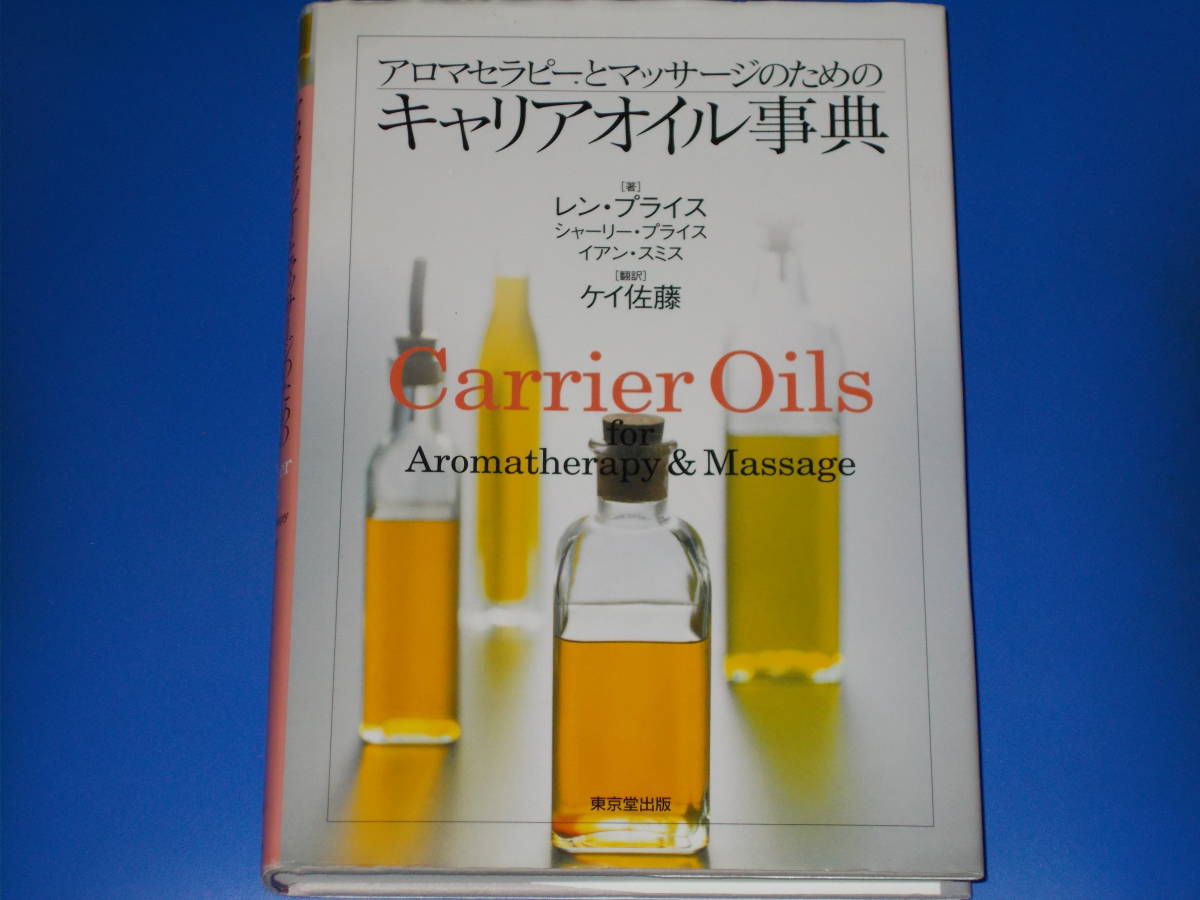 アロマセラピーとマッサージのための
キャリアオイル事典
[著]
レン・プライス
シャーリー・プライス
イアン・スミス
[翻訳]
ケイ佐藤
Carrier Oils
for
Aromatherapy & Massage
東京堂出版